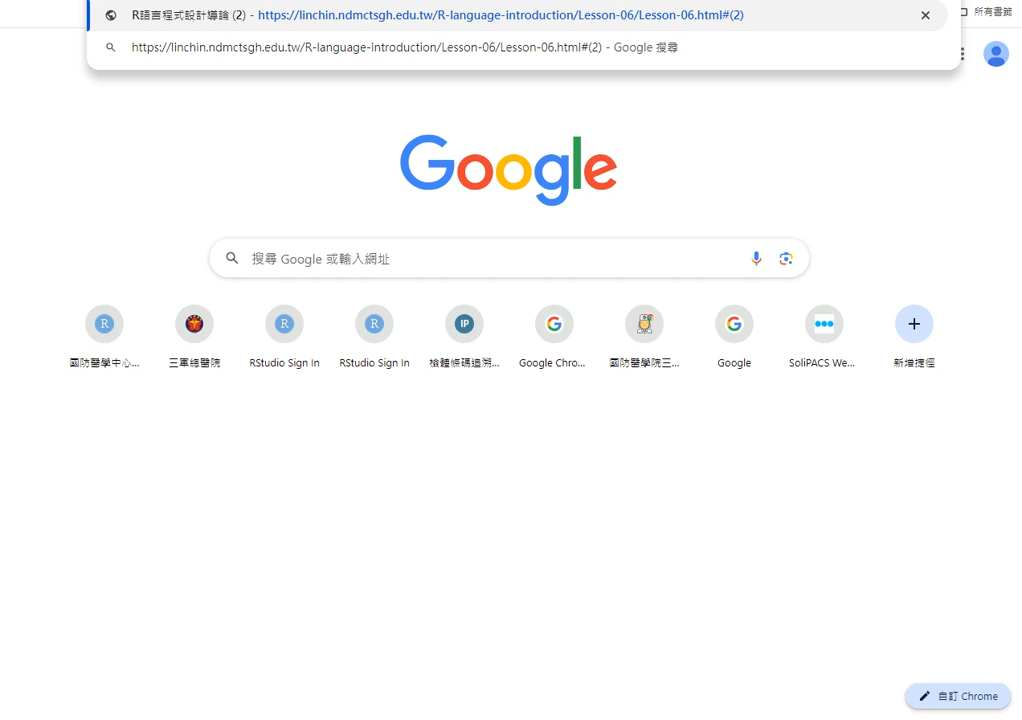 R語言程式設計導論 (2) - https://linchin.ndmctsgh.edu.tw/R-language-introduction/Lesson-06/Lesson-06.html#(2)
所有書籤
https://linchin.ndmctsgh.edu.tw/R-language-introduction/Lesson-06/Lesson-06.html#(2) - Google 搜尋
Google
搜尋 Google 或輸入網址
R R R IP
國防醫學中心... 三軍總醫院 RStudio Sign In RStudio Sign In 檢體條碼追溯... Google Chro... 國防醫學院三... Google SoliPACS We... 新增捷徑
自訂 Chrome